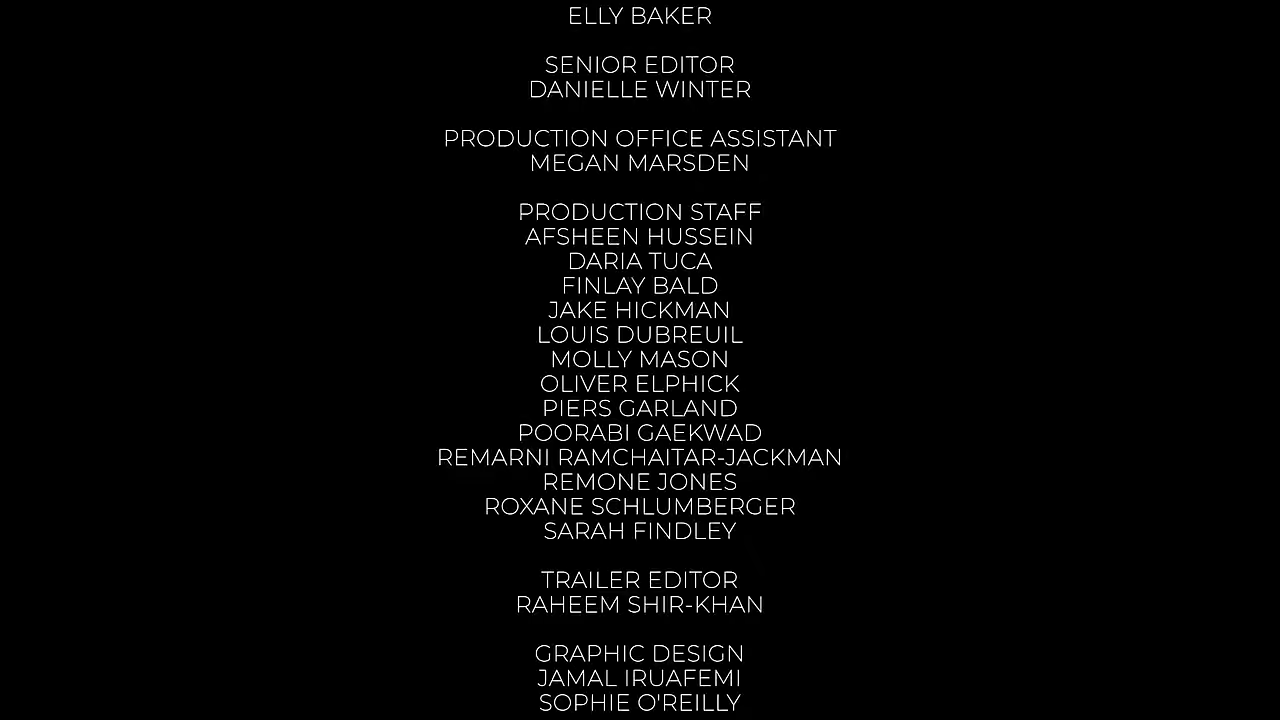 ELLY BAKER
SENIOR EDITOR
DANIELLE WINTER
PRODUCTION OFFICE ASSISTANT
MEGAN MARSDEN
PRODUCTION STAFF
AFSHEEN HUSSEIN
DARIA TUCA
FINLAY BALD
JAKE HICKMAN
LOUIS DUBREUIL
MOLLY MASON
OLIVER ELPHICK
PIERS GARLAND
POORABI GAEKWAD
REMARNI RAMCHAITAR-JACKMAN
REMONE JONES
ROXANE SCHLUMBERGER
SARAH FINDLEY
TRAILER EDITOR
RAHEEM SHIR-KHAN
GRAPHIC DESIGN
JAMAL IRUAFEMI
SOPHIE O'REILLY